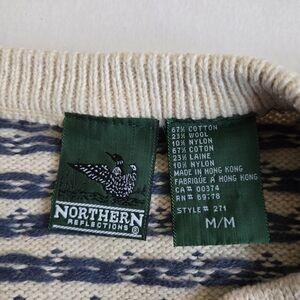 NORTHERN
REFLECTIONS
®
67% COTTON
23% WOOL
10% NYLON
67% COTON
23% LAINE
10% NYLON
MADE IN HONG KONG
FABRIQUÉ A HONG KONG
CA# 00374
RN# 69778
STYLE # 271
M/M